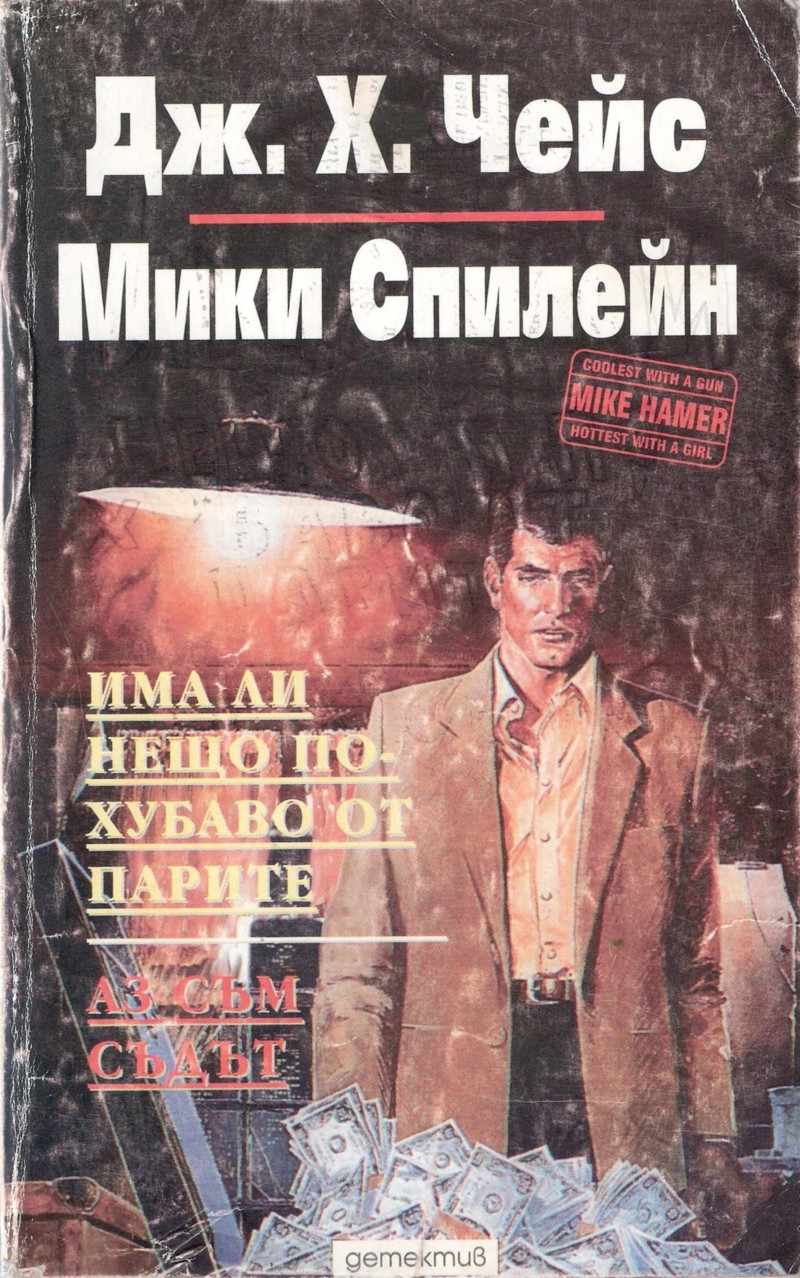 Дж. Х. Чейс
Мики Спилейн
COOLEST WITH A GUN
MIKE HAMER
HOTTEST WITH A GIRL
ИМА ЛИ
НЕЩО ПО-
ХУБАВО ОТ
ПАРИТЕ
АЗ СЪМ
СЪДЪТ
детектив